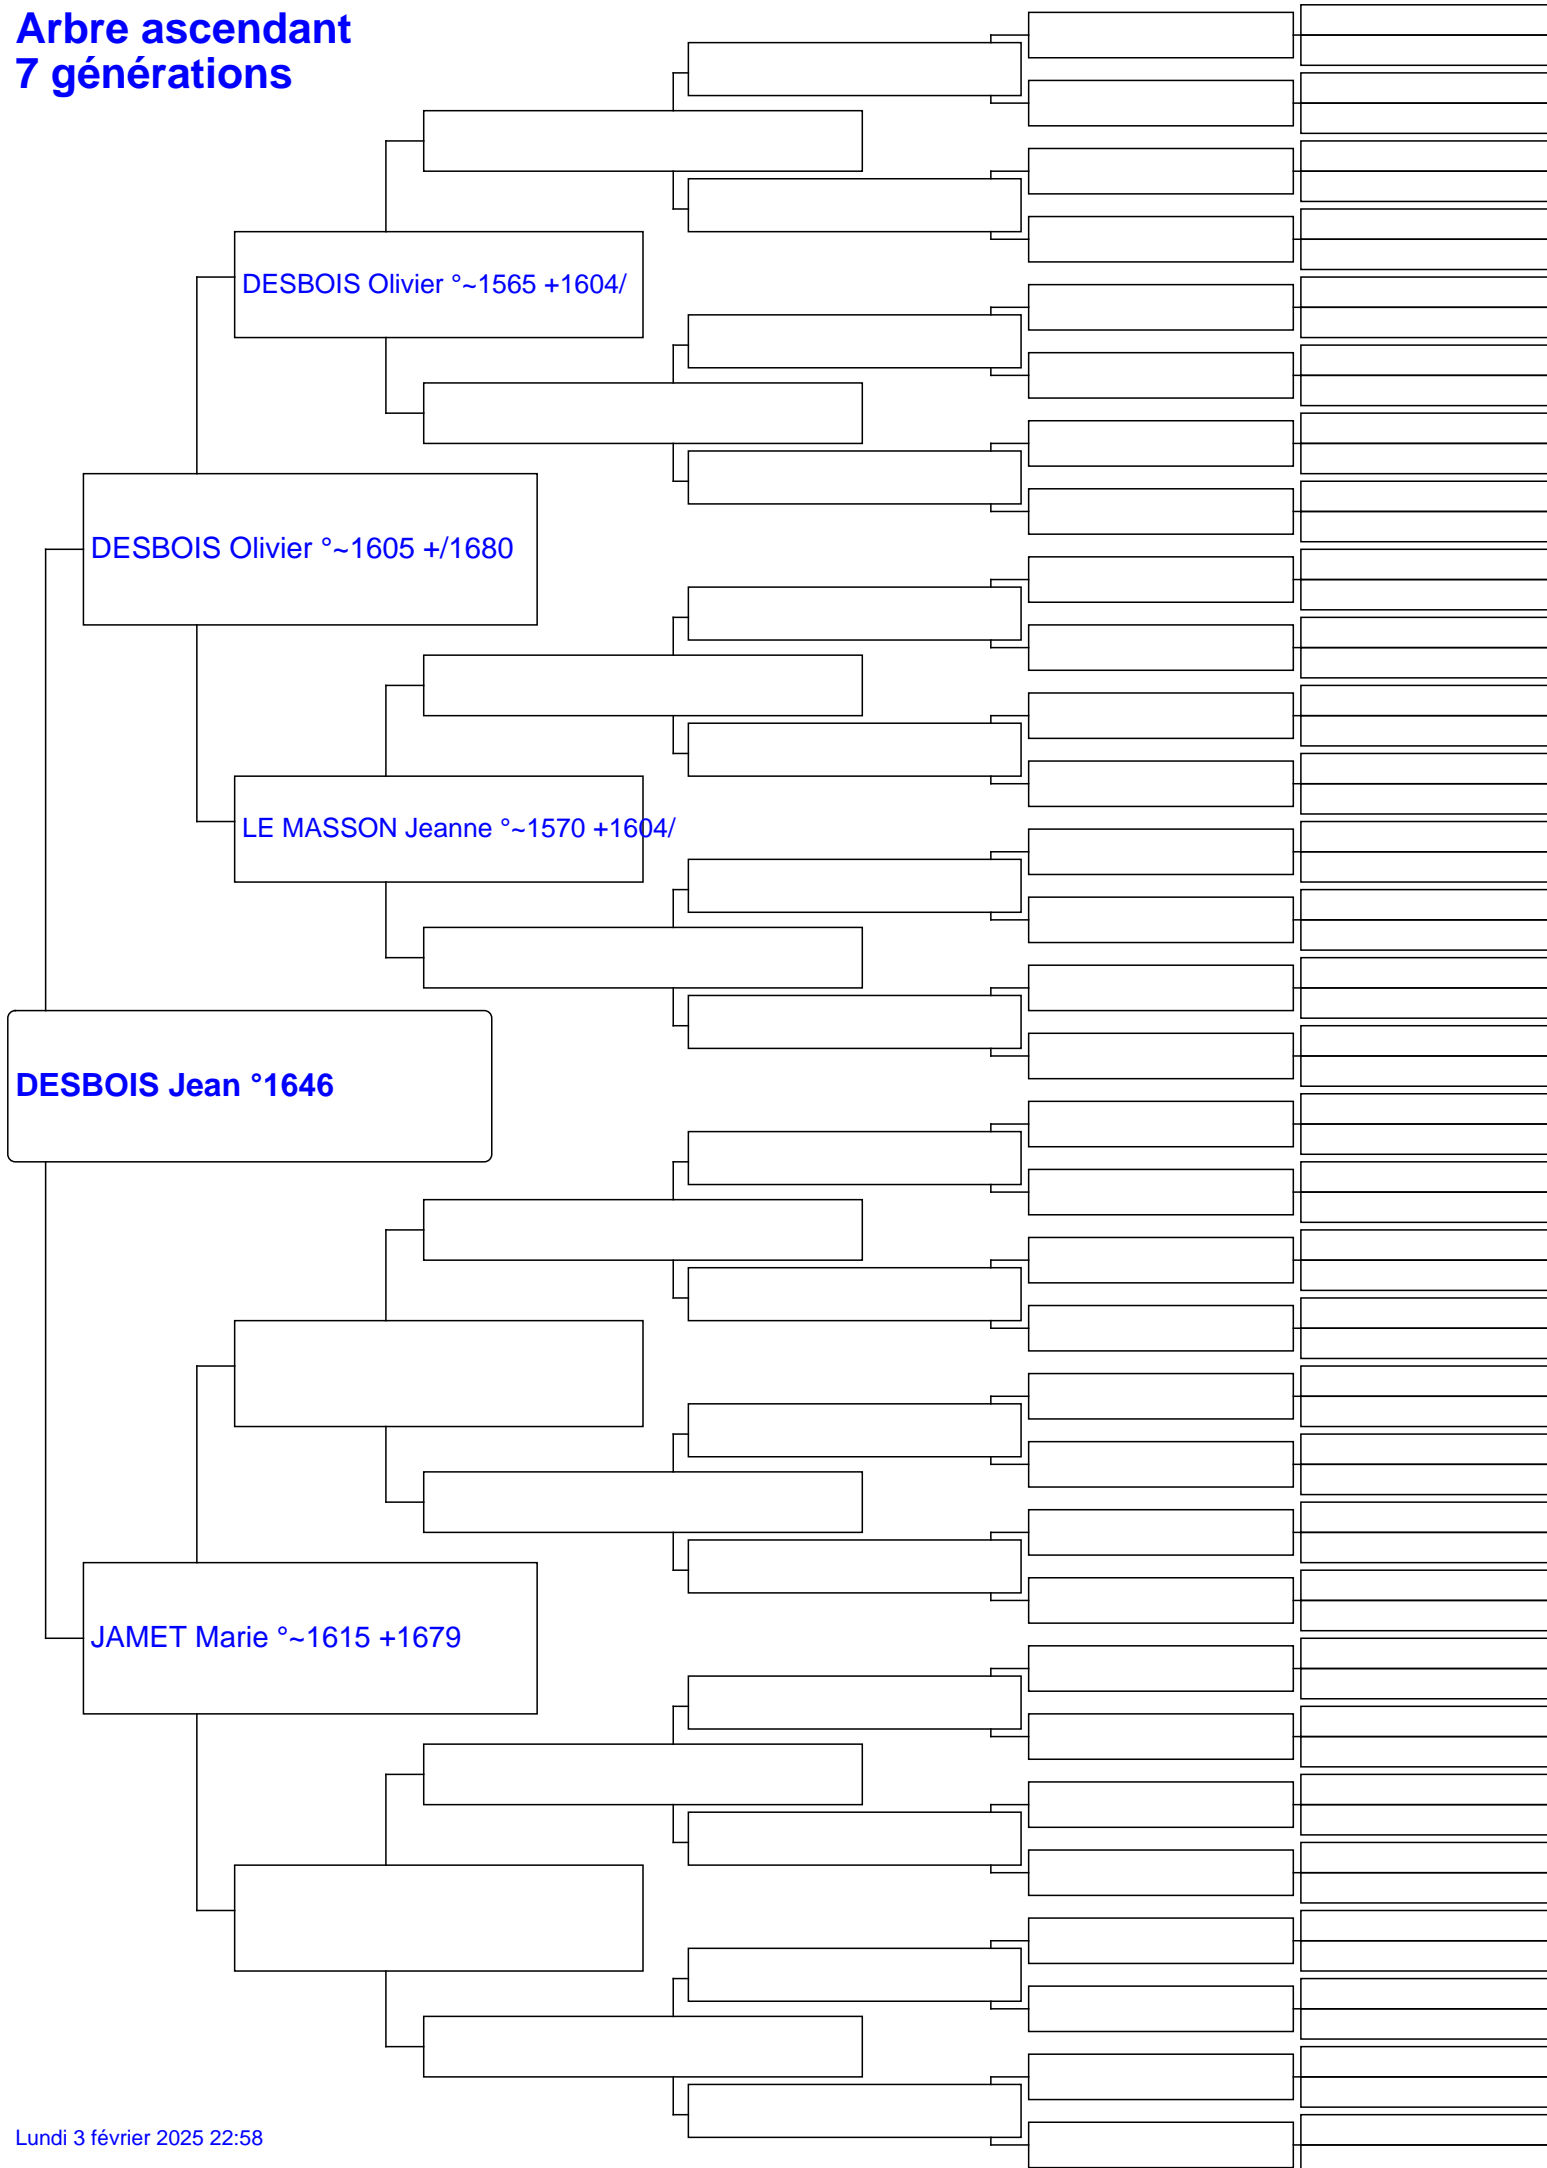 Arbre ascendant
7 générations
DESBOIS Olivier °~1565 +1604/
DESBOIS Olivier °~1605 +/1680
LE MASSON Jeanne °~1570 +1604/
DESBOIS Jean °1646
JAMET Marie °~1615 +1679
Lundi 3 février 2025 22:58